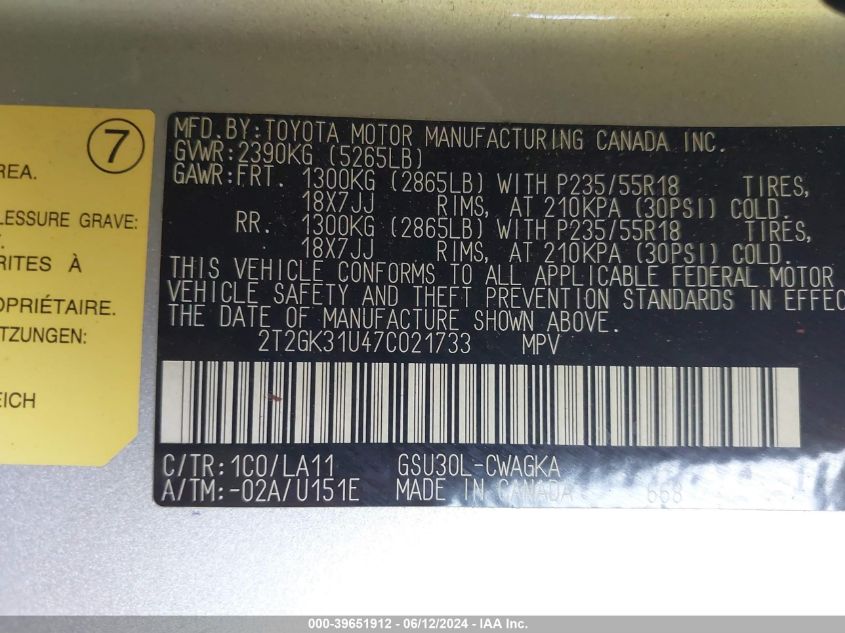 7
REA.
LESSURE GRAVE:
RITES À
OPRIÉTAIRE.
TZUNGEN:
EICH
MFD.BY:TOYOTA MOTOR MANUFACTURING CANADA INC.
GVWR:2390KG (5265LB)
GAWR:FRT. 1300KG (2865LB) WITH P235/55R18 TIRES,
18X7JJ RIMS, AT 210KPA (30PSI) COLD.
RR. 1300KG (2865LB) WITH P235/55R18 TIRES,
18X7JJ RIMS, AT 210KPA (30PSI) COLD.
THIS VEHICLE CONFORMS TO ALL APPLICABLE FEDERAL MOTOR
VEHICLE SAFETY AND THEFT PREVENTION STANDARDS IN EFFEC
THE DATE OF MANUFACTURE SHOWN ABOVE.
2T2GK31U47C021733 MPV
C/TR:1C0/LA11 GSU30L-CWAGKA
A/TM:-02A/U151E MADE IN CANADA 668
000-39651912 - 06/12/2024 - IAA Inc.